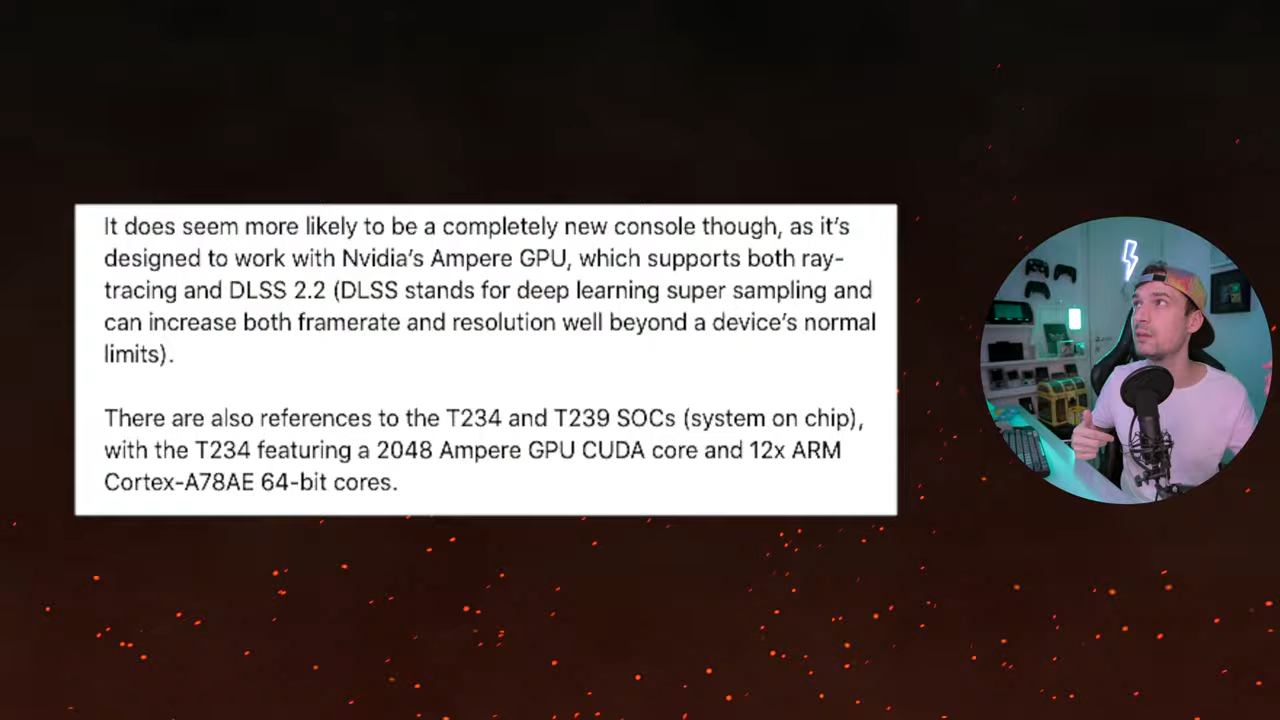 It does seem more likely to be a completely new console though, as it's
designed to work with Nvidia's Ampere GPU, which supports both ray-
tracing and DLSS 2.2 (DLSS stands for deep learning super sampling and
can increase both framerate and resolution well beyond a device's normal
limits).
There are also references to the T234 and T239 SOCs (system on chip),
with the T234 featuring a 2048 Ampere GPU CUDA core and 12x ARM
Cortex-A78AE 64-bit cores.